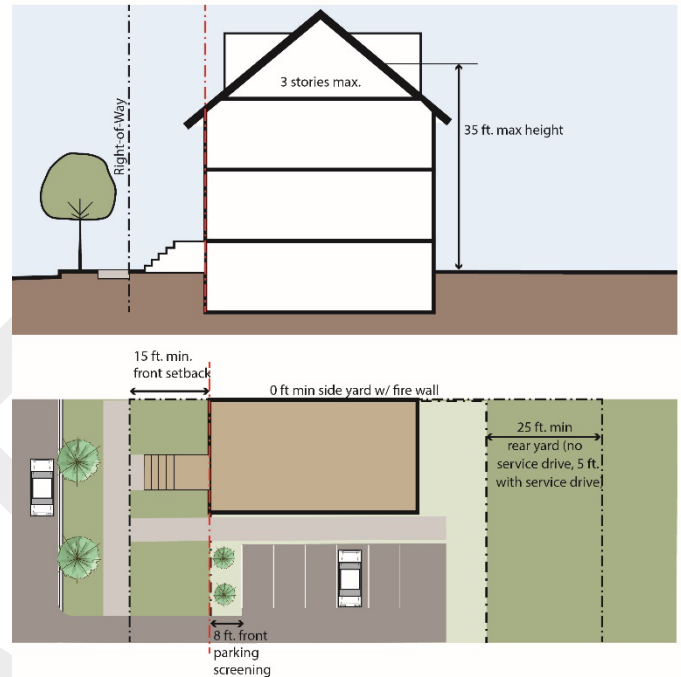 Right-of-Way
3 stories max.
35 ft. max height
15 ft. min.
front setback
0 ft min side yard w/ fire wall
25 ft. min
rear yard (no
service drive, 5 ft.
with service drive
8 ft. front
parking
screening